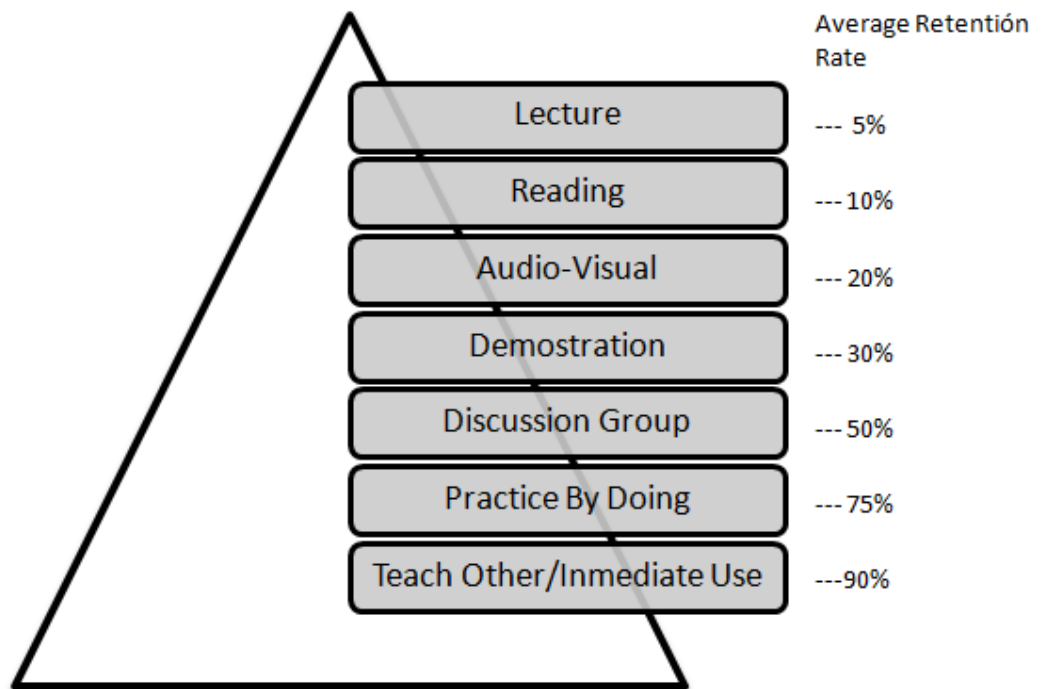 Average Retentión
Rate
Lecture
--- 5%
Reading
--- 10%
Audio-Visual
--- 20%
Demostration
--- 30%
Discussion Group
--- 50%
Practice By Doing
---75%
Teach Other/Inmediate Use
---90%